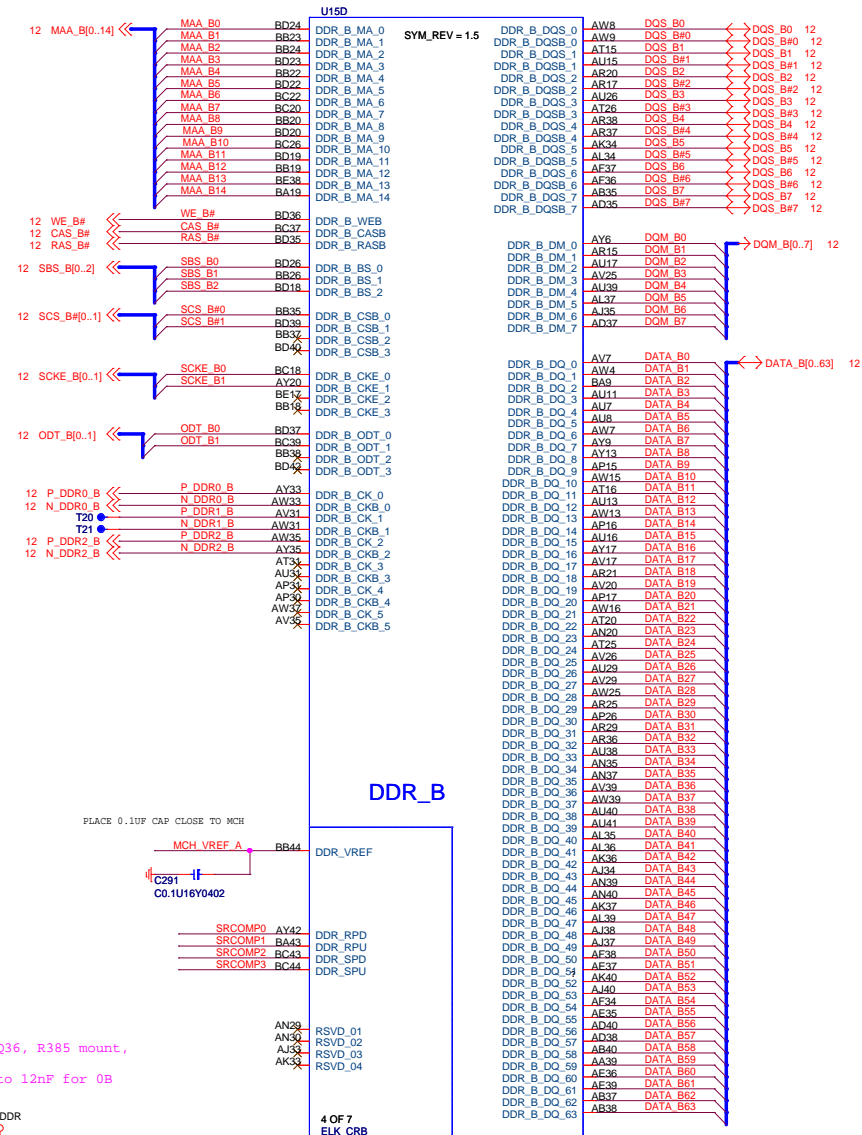 U15D
SYM_REV = 1.5
12 MAA_B[0..14]
MAA_B0 BD24 DDR_B_MA_0
MAA_B1 BB23 DDR_B_MA_1
MAA_B2 BB24 DDR_B_MA_2
MAA_B3 BD23 DDR_B_MA_3
MAA_B4 BB22 DDR_B_MA_4
MAA_B5 BD22 DDR_B_MA_5
MAA_B6 BC22 DDR_B_MA_6
MAA_B7 BC20 DDR_B_MA_7
MAA_B8 BB20 DDR_B_MA_8
MAA_B9 BD20 DDR_B_MA_9
MAA_B10 BC26 DDR_B_MA_10
MAA_B11 BD19 DDR_B_MA_11
MAA_B12 BB19 DDR_B_MA_12
MAA_B13 BE38 DDR_B_MA_13
MAA_B14 BA19 DDR_B_MA_14
12 WE_B# WE_B# BD36 DDR_B_WEB
12 CAS_B# CAS_B# BC37 DDR_B_CASB
12 RAS_B# RAS_B# BD35 DDR_B_RASB
12 SBS_B[0..2]
SBS_B0 BD26 DDR_B_BS_0
SBS_B1 BB26 DDR_B_BS_1
SBS_B2 BD18 DDR_B_BS_2
12 SCS_B#[0..1]
SCS_B#0 BB35 DDR_B_CSB_0
SCS_B#1 BD39 DDR_B_CSB_1
BB37 DDR_B_CSB_2
BD40 DDR_B_CSB_3
12 SCKE_B[0..1]
SCKE_B0 BC18 DDR_B_CKE_0
SCKE_B1 AY20 DDR_B_CKE_1
BE17 DDR_B_CKE_2
BB18 DDR_B_CKE_3
12 ODT_B[0..1]
ODT_B0 BD37 DDR_B_ODT_0
ODT_B1 BC39 DDR_B_ODT_1
BB38 DDR_B_ODT_2
BD42 DDR_B_ODT_3
12 P_DDR0_B P_DDR0_B AY33 DDR_B_CK_0
12 N_DDR0_B N_DDR0_B AW33 DDR_B_CKB_0
T20 P_DDR1_B AV31 DDR_B_CK_1
T21 N_DDR1_B AW31 DDR_B_CKB_1
12 P_DDR2_B P_DDR2_B AW35 DDR_B_CK_2
12 N_DDR2_B N_DDR2_B AY35 DDR_B_CKB_2
AT31 DDR_B_CK_3
AU31 DDR_B_CKB_3
AP31 DDR_B_CK_4
AP30 DDR_B_CKB_4
AW37 DDR_B_CK_5
AV35 DDR_B_CKB_5
DDR_B
PLACE 0.1UF CAP CLOSE TO MCH
MCH_VREF_A BB44 DDR_VREF
C291
C0.1U16Y0402
SRCOMP0 AY42 DDR_RPD
SRCOMP1 BA43 DDR_RPU
SRCOMP2 BC43 DDR_SPD
SRCOMP3 BC44 DDR_SPU
AN29 RSVD_01
AN30 RSVD_02
AJ33 RSVD_03
AK33 RSVD_04
Q36, R385 mount,
to 12nF for 0B
DDR
4 OF 7
ELK_CRB
DDR_B_DQS_0 AW8 DQS_B0 DQS_B0 12
DDR_B_DQSB_0 AW9 DQS_B#0 DQS_B#0 12
DDR_B_DQS_1 AT15 DQS_B1 DQS_B1 12
DDR_B_DQSB_1 AU15 DQS_B#1 DQS_B#1 12
DDR_B_DQS_2 AR20 DQS_B2 DQS_B2 12
DDR_B_DQSB_2 AR17 DQS_B#2 DQS_B#2 12
DDR_B_DQS_3 AU26 DQS_B3 DQS_B3 12
DDR_B_DQSB_3 AT26 DQS_B#3 DQS_B#3 12
DDR_B_DQS_4 AR38 DQS_B4 DQS_B4 12
DDR_B_DQSB_4 AR37 DQS_B#4 DQS_B#4 12
DDR_B_DQS_5 AK34 DQS_B5 DQS_B5 12
DDR_B_DQSB_5 AL34 DQS_B#5 DQS_B#5 12
DDR_B_DQS_6 AF37 DQS_B6 DQS_B6 12
DDR_B_DQSB_6 AF36 DQS_B#6 DQS_B#6 12
DDR_B_DQS_7 AB35 DQS_B7 DQS_B7 12
DDR_B_DQSB_7 AD35 DQS_B#7 DQS_B#7 12
DQM_B[0..7] 12
DDR_B_DM_0 AY6 DQM_B0
DDR_B_DM_1 AR15 DQM_B1
DDR_B_DM_2 AU17 DQM_B2
DDR_B_DM_3 AV25 DQM_B3
DDR_B_DM_4 AU39 DQM_B4
DDR_B_DM_5 AL37 DQM_B5
DDR_B_DM_6 AJ35 DQM_B6
DDR_B_DM_7 AD37 DQM_B7
DATA_B[0..63] 12
DDR_B_DQ_0 AV7 DATA_B0
DDR_B_DQ_1 AW4 DATA_B1
DDR_B_DQ_2 BA9 DATA_B2
DDR_B_DQ_3 AU11 DATA_B3
DDR_B_DQ_4 AU7 DATA_B4
DDR_B_DQ_5 AU8 DATA_B5
DDR_B_DQ_6 AW7 DATA_B6
DDR_B_DQ_7 AY9 DATA_B7
DDR_B_DQ_8 AY13 DATA_B8
DDR_B_DQ_9 AP15 DATA_B9
DDR_B_DQ_10 AW15 DATA_B10
DDR_B_DQ_11 AT16 DATA_B11
DDR_B_DQ_12 AU13 DATA_B12
DDR_B_DQ_13 AW13 DATA_B13
DDR_B_DQ_14 AP16 DATA_B14
DDR_B_DQ_15 AU16 DATA_B15
DDR_B_DQ_16 AY17 DATA_B16
DDR_B_DQ_17 AV17 DATA_B17
DDR_B_DQ_18 AR21 DATA_B18
DDR_B_DQ_19 AV20 DATA_B19
DDR_B_DQ_20 AP17 DATA_B20
DDR_B_DQ_21 AW16 DATA_B21
DDR_B_DQ_22 AT20 DATA_B22
DDR_B_DQ_23 AN20 DATA_B23
DDR_B_DQ_24 AT25 DATA_B24
DDR_B_DQ_25 AV26 DATA_B25
DDR_B_DQ_26 AU29 DATA_B26
DDR_B_DQ_27 AV29 DATA_B27
DDR_B_DQ_28 AW25 DATA_B28
DDR_B_DQ_29 AR25 DATA_B29
DDR_B_DQ_30 AP26 DATA_B30
DDR_B_DQ_31 AR29 DATA_B31
DDR_B_DQ_32 AR36 DATA_B32
DDR_B_DQ_33 AU38 DATA_B33
DDR_B_DQ_34 AN35 DATA_B34
DDR_B_DQ_35 AN37 DATA_B35
DDR_B_DQ_36 AV39 DATA_B36
DDR_B_DQ_37 AW39 DATA_B37
DDR_B_DQ_38 AU40 DATA_B38
DDR_B_DQ_39 AU41 DATA_B39
DDR_B_DQ_40 AL35 DATA_B40
DDR_B_DQ_41 AL36 DATA_B41
DDR_B_DQ_42 AK36 DATA_B42
DDR_B_DQ_43 AJ34 DATA_B43
DDR_B_DQ_44 AN39 DATA_B44
DDR_B_DQ_45 AN40 DATA_B45
DDR_B_DQ_46 AK37 DATA_B46
DDR_B_DQ_47 AL39 DATA_B47
DDR_B_DQ_48 AJ38 DATA_B48
DDR_B_DQ_49 AJ37 DATA_B49
DDR_B_DQ_50 AF38 DATA_B50
DDR_B_DQ_51 AE37 DATA_B51
DDR_B_DQ_52 AK40 DATA_B52
DDR_B_DQ_53 AJ40 DATA_B53
DDR_B_DQ_54 AF34 DATA_B54
DDR_B_DQ_55 AE35 DATA_B55
DDR_B_DQ_56 AD40 DATA_B56
DDR_B_DQ_57 AD38 DATA_B57
DDR_B_DQ_58 AB40 DATA_B58
DDR_B_DQ_59 AA39 DATA_B59
DDR_B_DQ_60 AE36 DATA_B60
DDR_B_DQ_61 AE39 DATA_B61
DDR_B_DQ_62 AB37 DATA_B62
DDR_B_DQ_63 AB38 DATA_B63